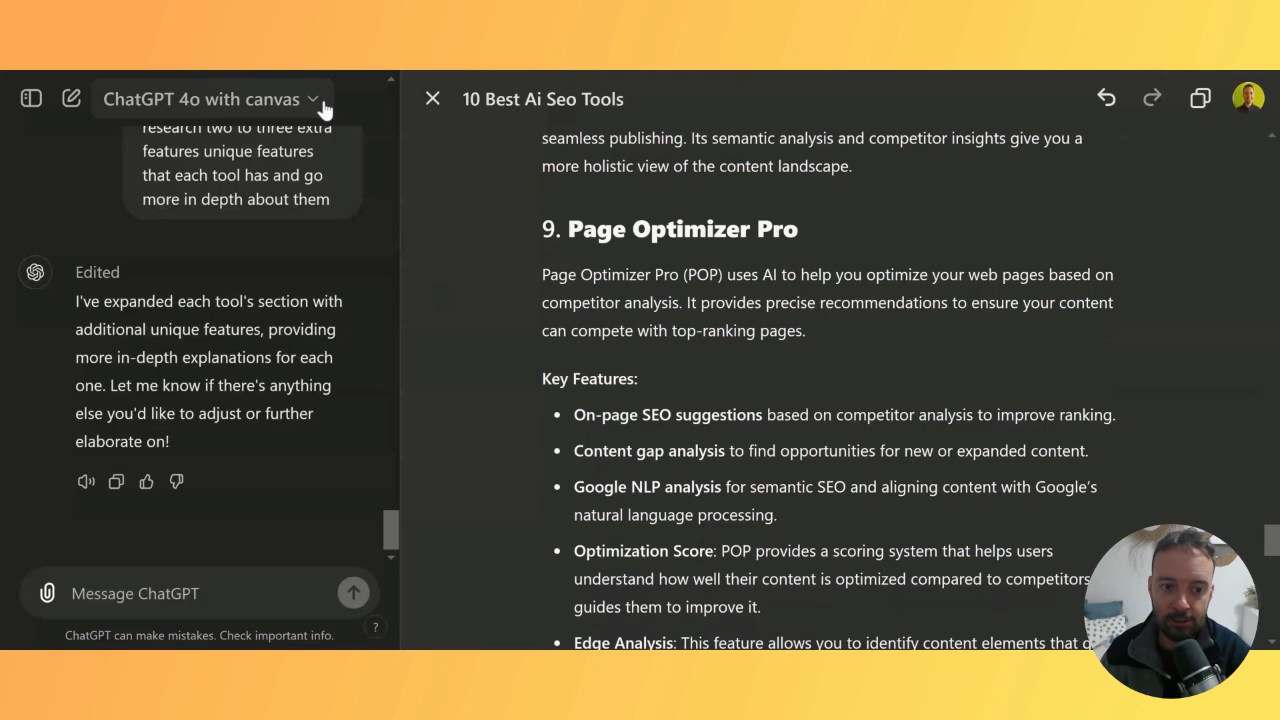 ChatGPT 4o with canvas
research two to three extra
features unique features
that each tool has and go
more in depth about them
Edited
I've expanded each tool's section with
additional unique features, providing
more in-depth explanations for each
one. Let me know if there's anything
else you'd like to adjust or further
elaborate on!
Message ChatGPT
ChatGPT can make mistakes. Check important info.
?
10 Best Ai Seo Tools
seamless publishing. Its semantic analysis and competitor insights give you a
more holistic view of the content landscape.
9. Page Optimizer Pro
Page Optimizer Pro (POP) uses AI to help you optimize your web pages based on
competitor analysis. It provides precise recommendations to ensure your content
can compete with top-ranking pages.
Key Features:
• On-page SEO suggestions based on competitor analysis to improve ranking.
• Content gap analysis to find opportunities for new or expanded content.
• Google NLP analysis for semantic SEO and aligning content with Google's
natural language processing.
• Optimization Score: POP provides a scoring system that helps users
understand how well their content is optimized compared to competitors
guides them to improve it.
• Edge Analysis: This feature allows you to identify content elements that